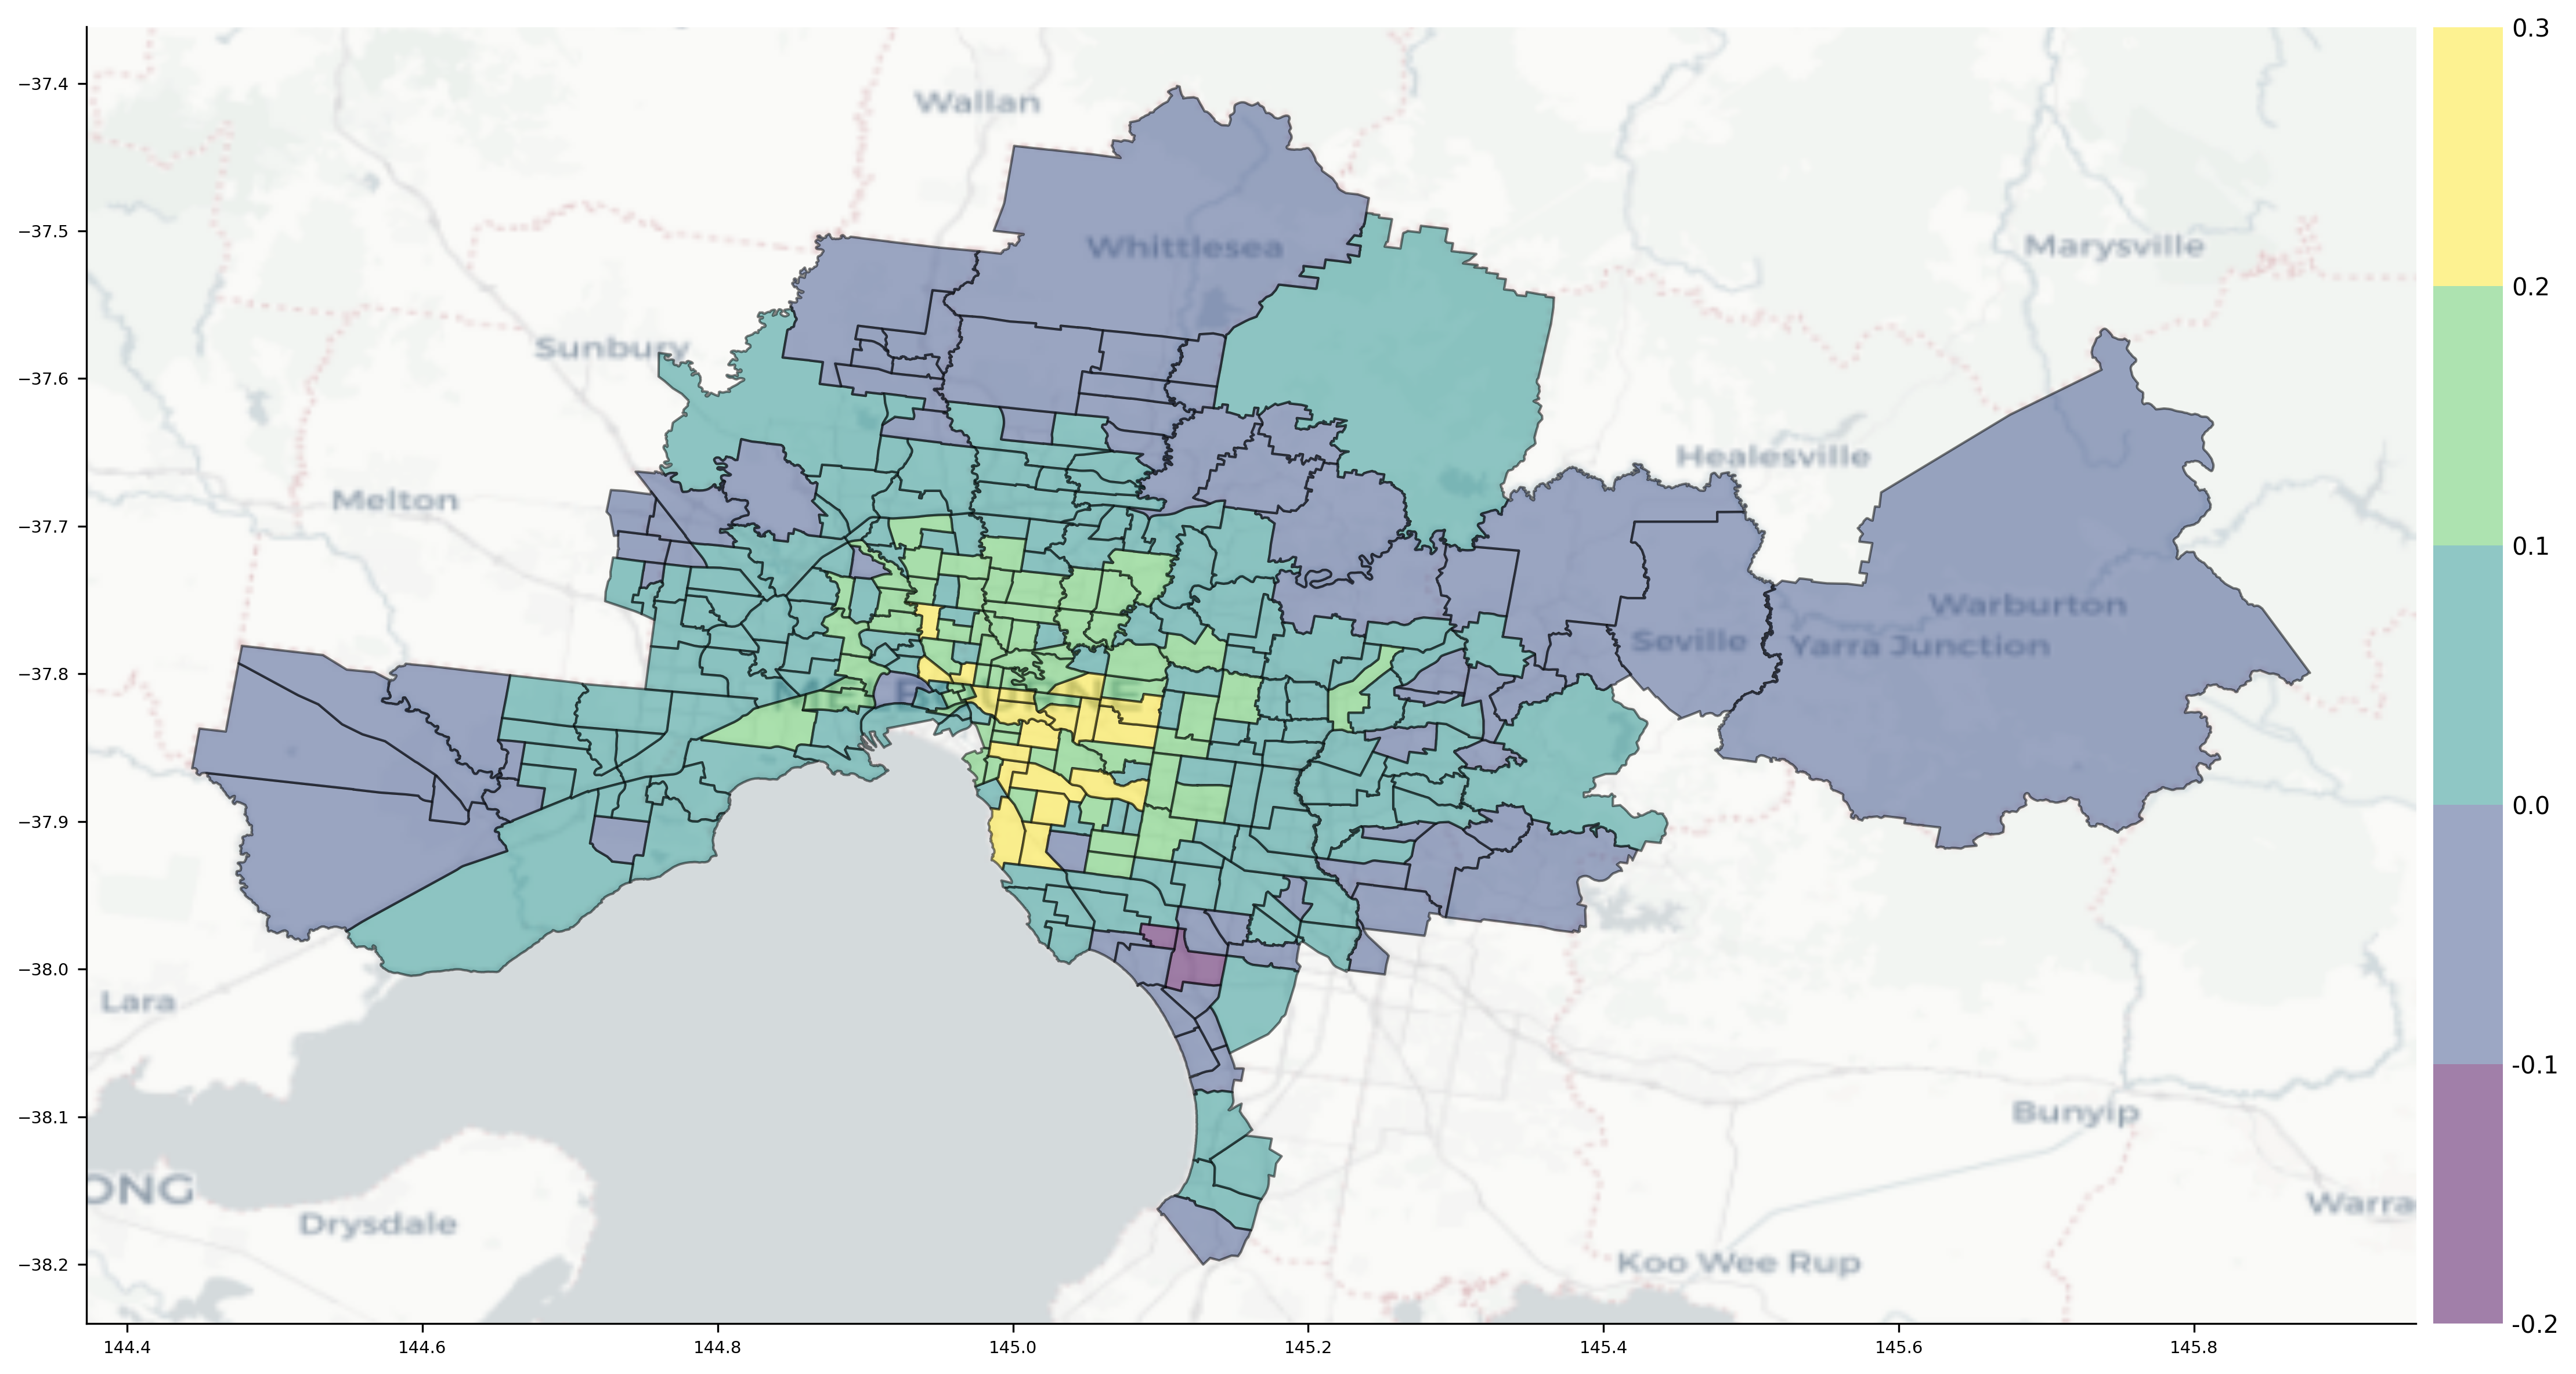 0.3
−37.4
Wallan
−37.5
Whittlesea
Marysville
0.2
Sunbury
−37.6
Healesville
Melton
−37.7
0.1
Warburton
Seville
Yarra Junction
−37.8
MELBOURNE
0.0
−37.9
−38.0
Lara
-0.1
−38.1
Bunyip
ONG
Warra
Drysdale
−38.2
Koo Wee Rup
-0.2
144.4
144.6
144.8
145.0
145.2
145.4
145.6
145.8